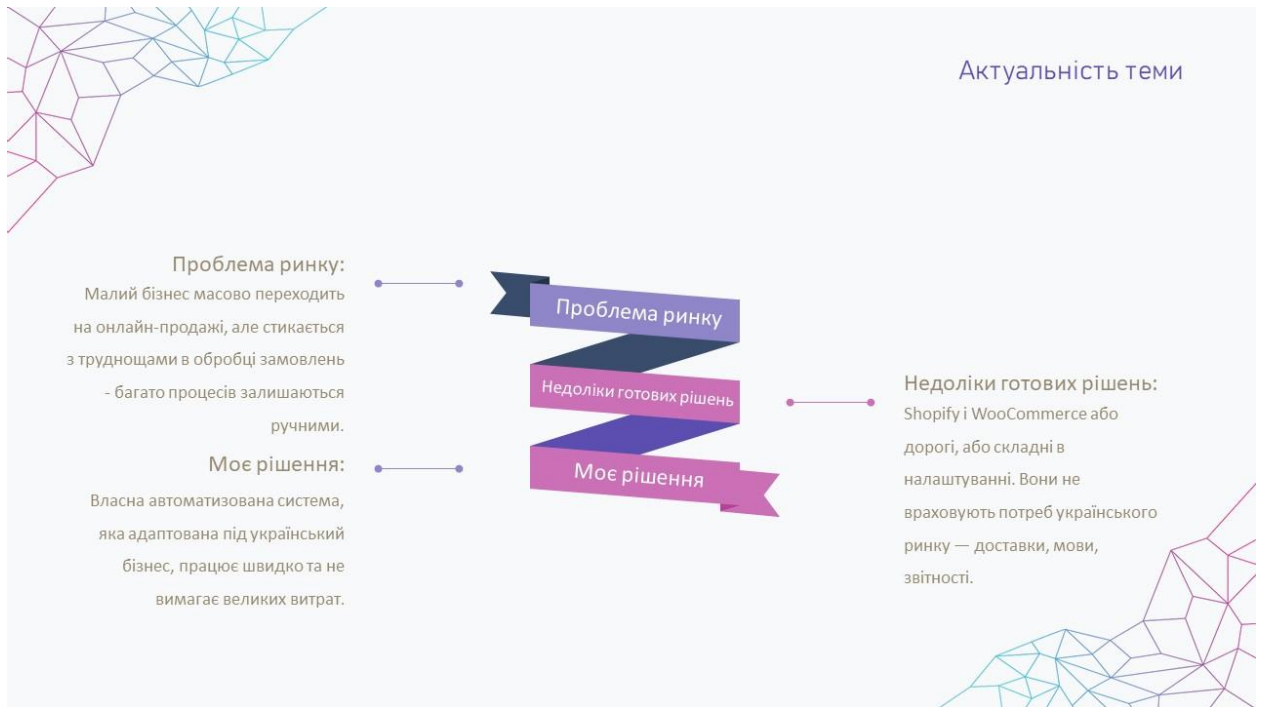 Актуальність теми
Проблема ринку:
Малий бізнес масово переходить
на онлайн-продажі, але стикається
з труднощами в обробці замовлень
- багато процесів залишаються
ручними.
Моє рішення:
Власна автоматизована система,
яка адаптована під український
бізнес, працює швидко та не
вимагає великих витрат.
Проблема ринку
Недоліки готових рішень
Моє рішення
Недоліки готових рішень:
Shopify і WooCommerce або
дорогі, або складні в
налаштуванні. Вони не
враховують потреб українського
ринку — доставки, мови,
звітності.